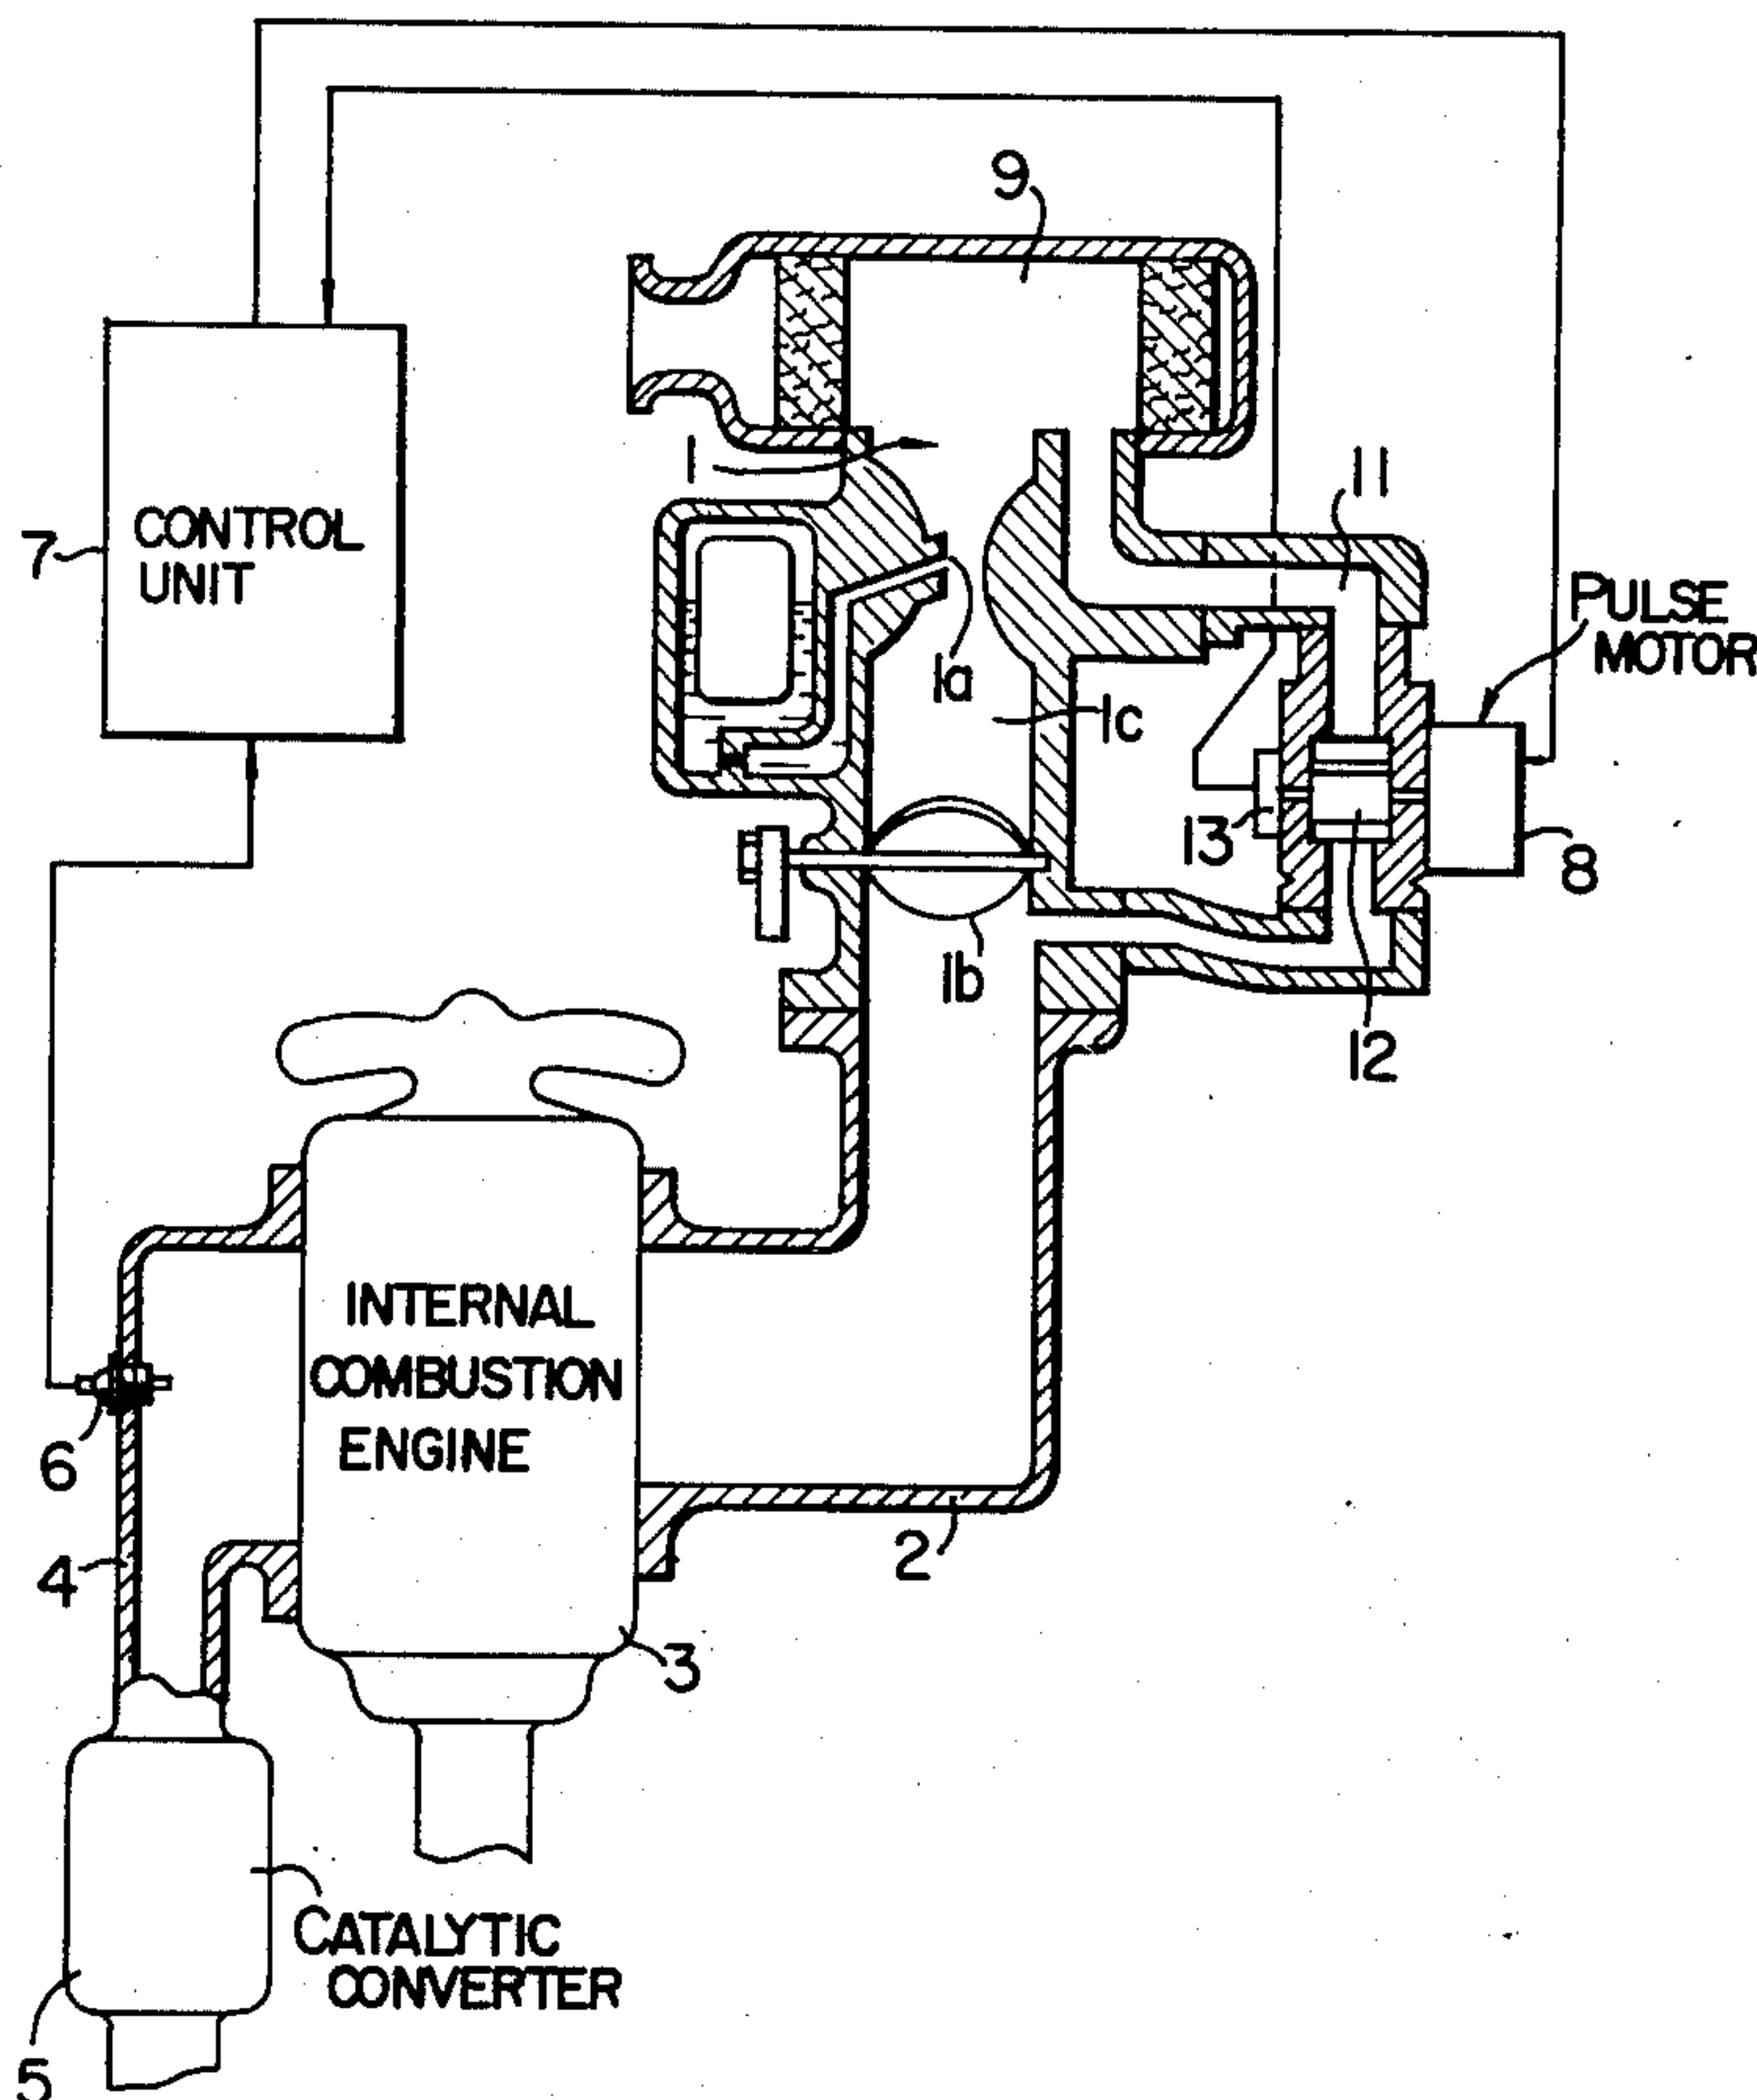 9
1
11
CONTROL
UNIT
7
PULSE
MOTOR
1a
1c
13
8
1b
12
INTERNAL
COMBUSTION
ENGINE
6
2
4
3
CATALYTIC
CONVERTER
5